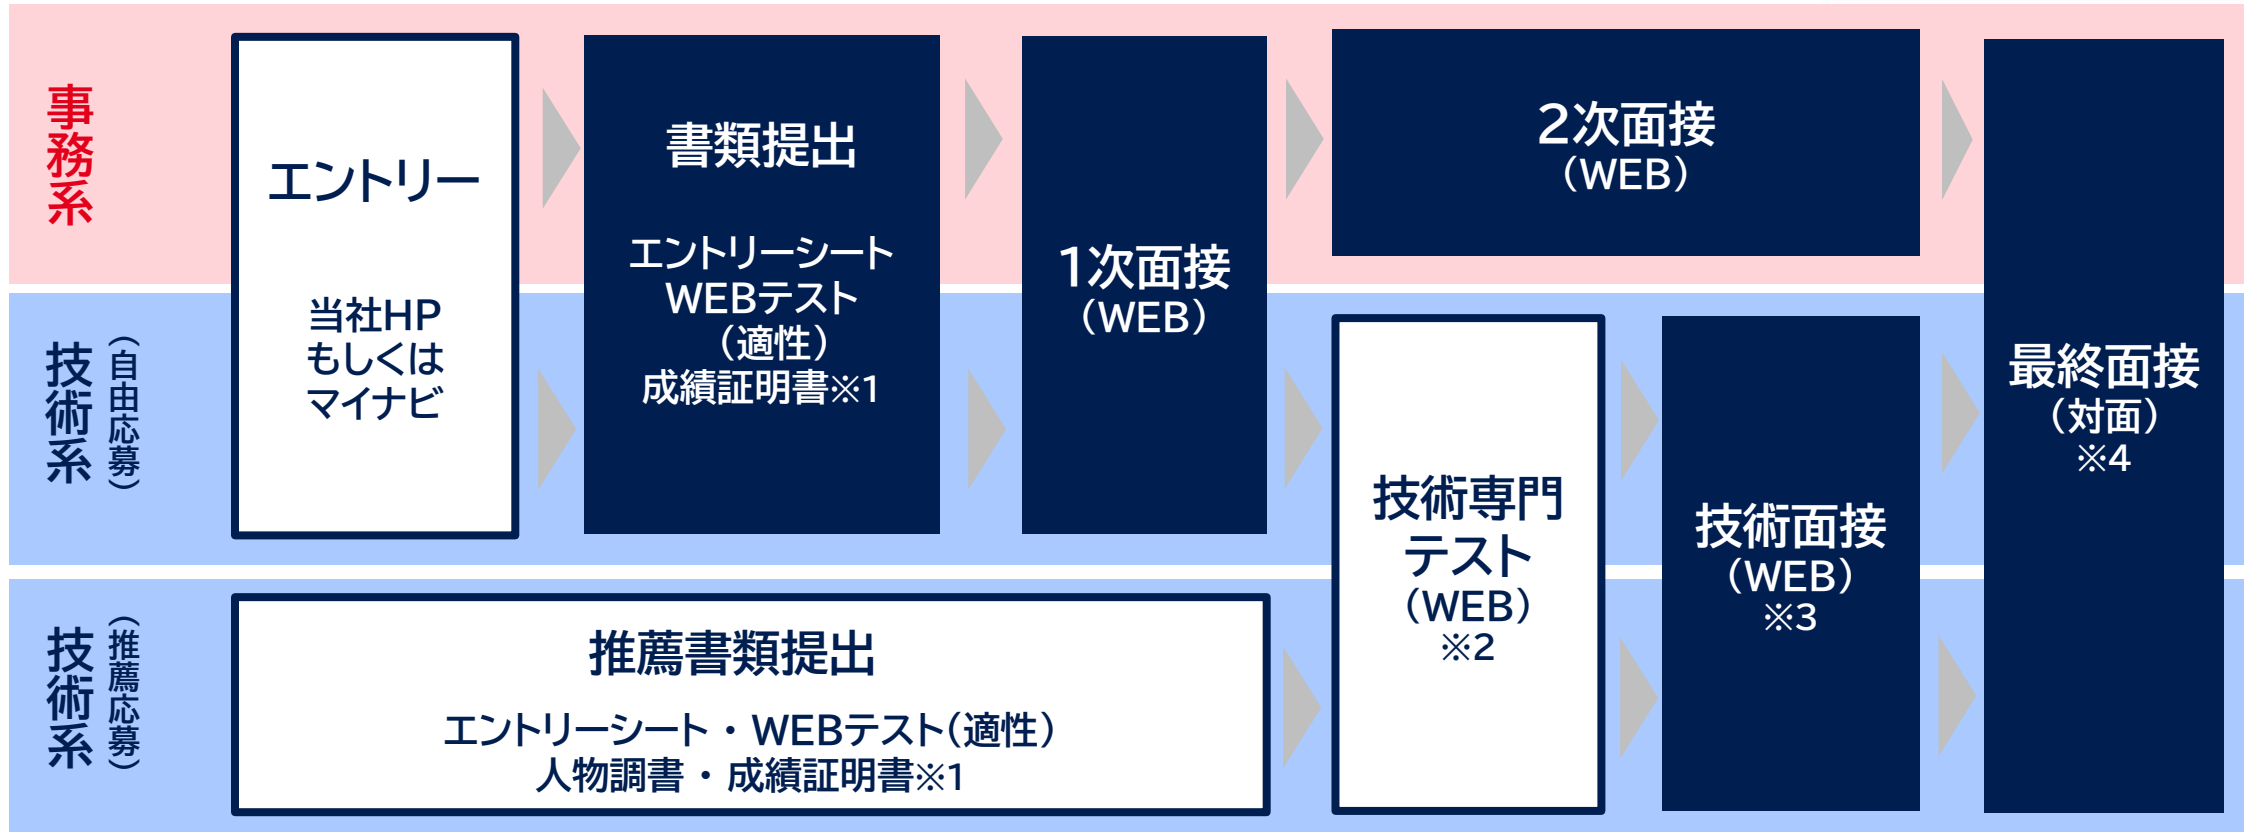 事務系
エントリー
当社HP
もしくは
マイナビ
書類提出
エントリーシート
WEBテスト
（適性）
成績証明書※1
1次面接
（WEB）
2次面接
（WEB）
最終面接
（対面）
※4
技術系
（自由応募）
技術専門
テスト
（WEB）
※2
技術面接
（WEB）
※3
技術系
（推薦応募）
推薦書類提出
エントリーシート・WEBテスト（適性）
人物調書・成績証明書※1